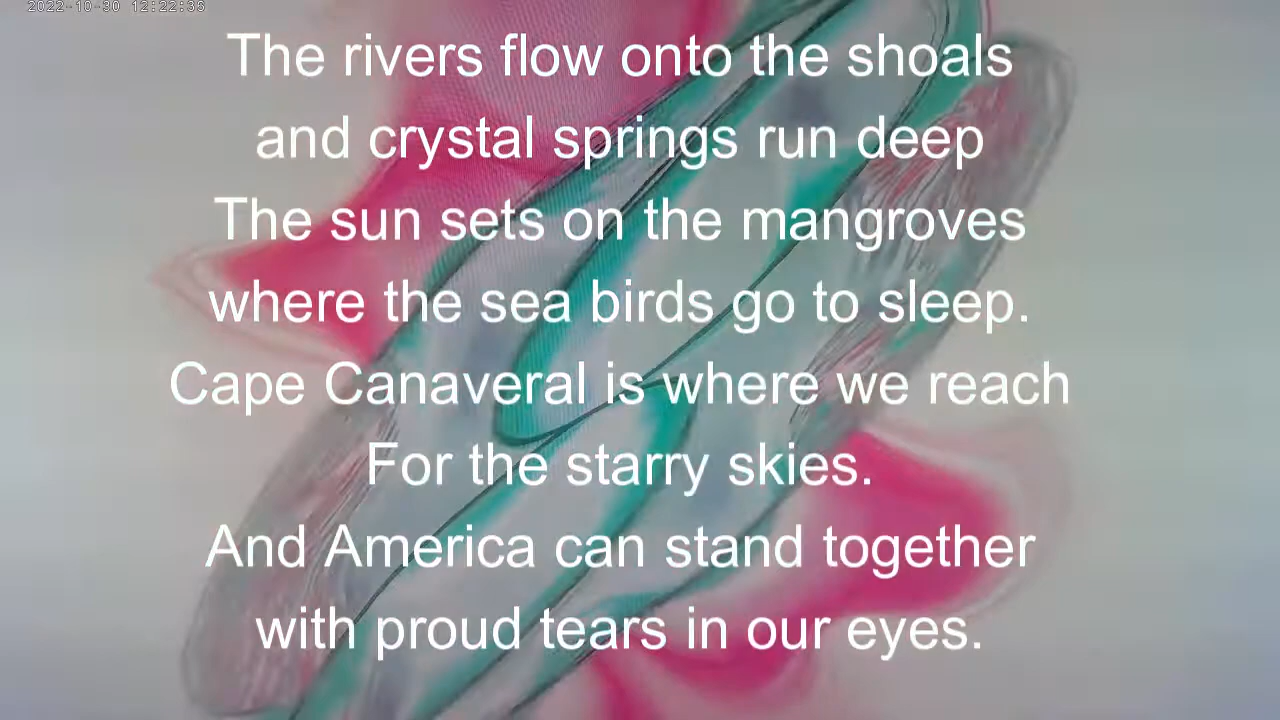 2022-10-30 12:22:35
The rivers flow onto the shoals
and crystal springs run deep
The sun sets on the mangroves
where the sea birds go to sleep.
Cape Canaveral is where we reach
For the starry skies.
And America can stand together
with proud tears in our eyes.